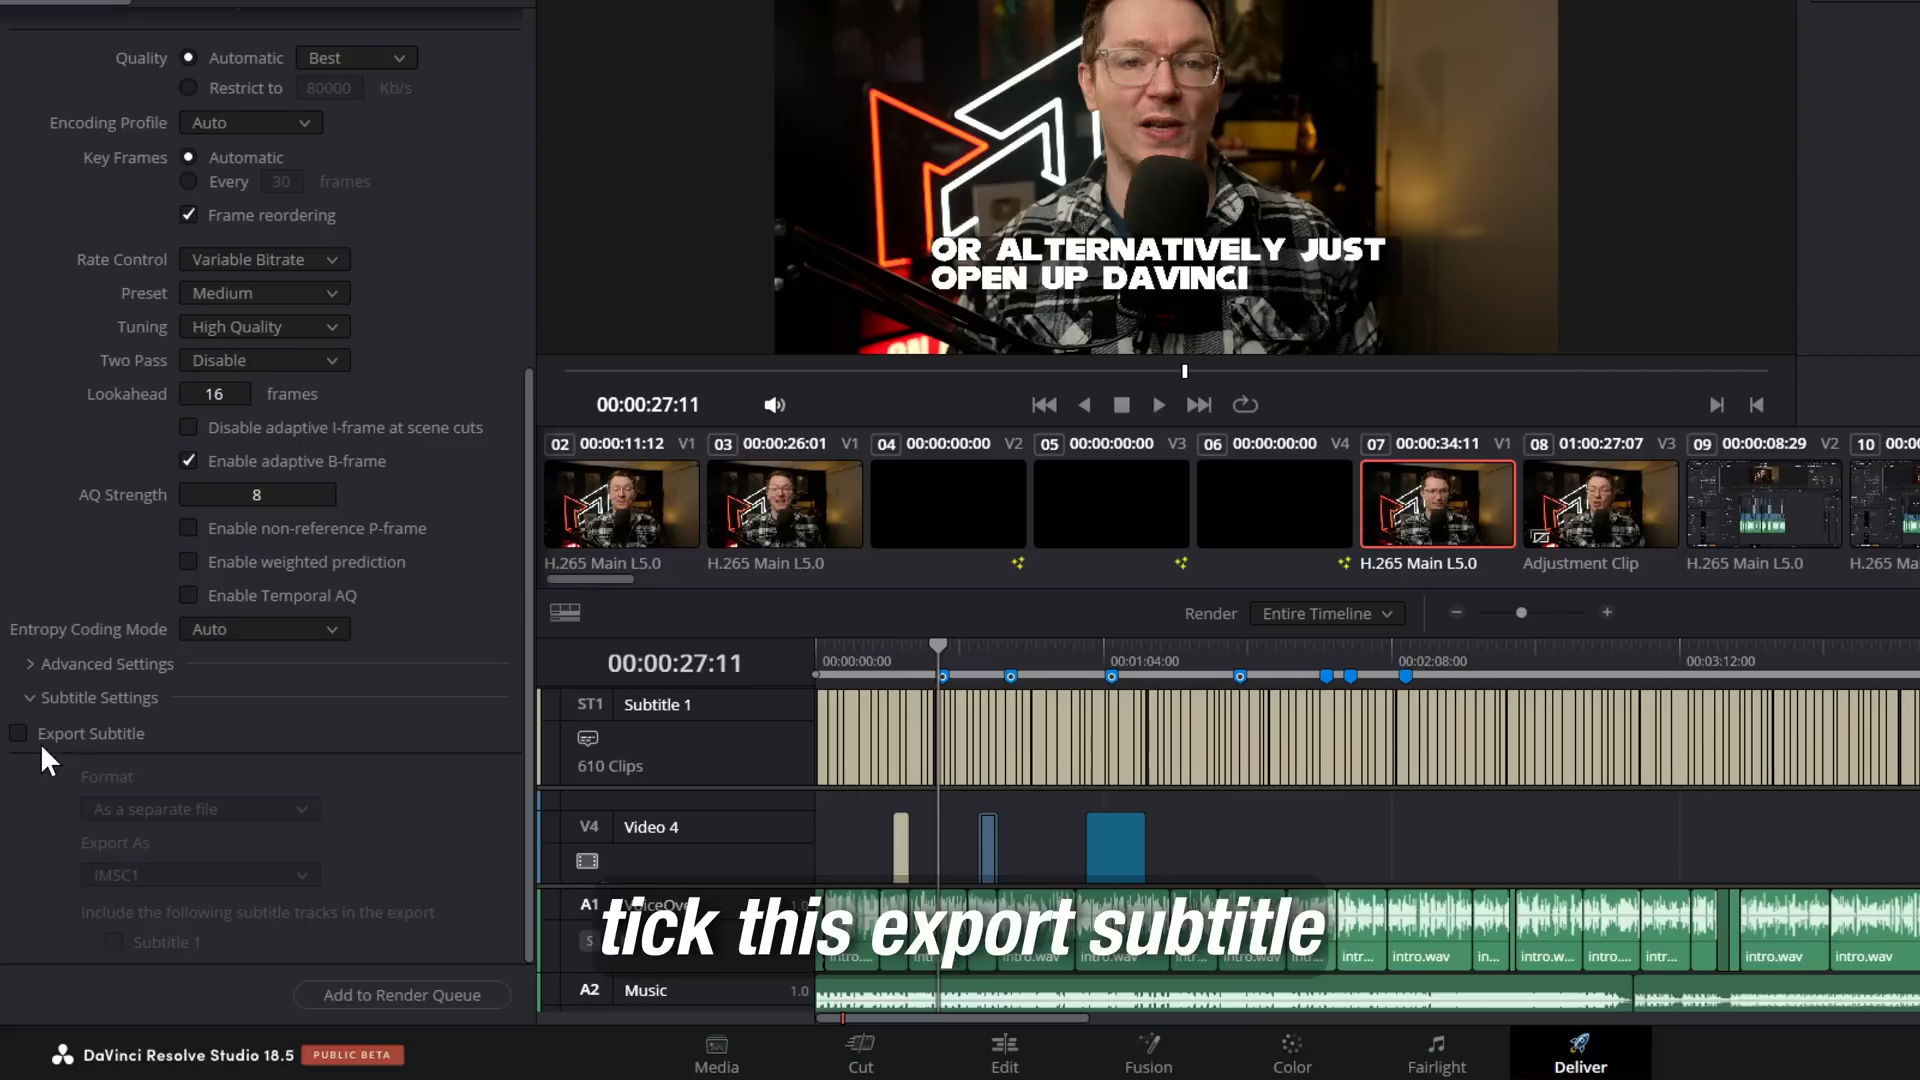 Quality Automatic Best
Restrict to 80000 Kb/s
Encoding Profile Auto
Key Frames Automatic
Every 30 frames
Frame reordering
Rate Control Variable Bitrate
Preset Medium
Tuning High Quality
Two Pass Disable
Lookahead 16 frames
Disable adaptive I-frame at scene cuts
Enable adaptive B-frame
AQ Strength 8
Enable non-reference P-frame
Enable weighted prediction
Enable Temporal AQ
Entropy Coding Mode Auto
Advanced Settings
Subtitle Settings
Export Subtitle
Format
As a separate file
Export As
IMSC1
Include the following subtitle tracks in the export
Subtitle 1
Add to Render Queue
OR ALTERNATIVELY JUST
OPEN UP DAVINCI
00:00:27:11
02 00:00:11:12 V1 03 00:00:26:01 V1 04 00:00:00:00 V2 05 00:00:00:00 V3 06 00:00:00:00 V4 07 00:00:34:11 V1 08 01:00:27:07 V3 09 00:00:08:29 V2 10
H.265 Main L5.0 H.265 Main L5.0 H.265 Main L5.0 Adjustment Clip H.265 Main L5.0
Render Entire Timeline
00:00:27:11 00:00:00:00 00:01:04:00 00:02:08:00 00:03:12:00
ST1 Subtitle 1
610 Clips
V4 Video 4
A1
S
tick this export subtitle
intro.... intro.wav intr... intro.wav in... intro.w... intro.... intr... intro.wav intro.wav
A2 Music 1.0
DaVinci Resolve Studio 18.5 PUBLIC BETA
Media Cut Edit Fusion Color Fairlight Deliver